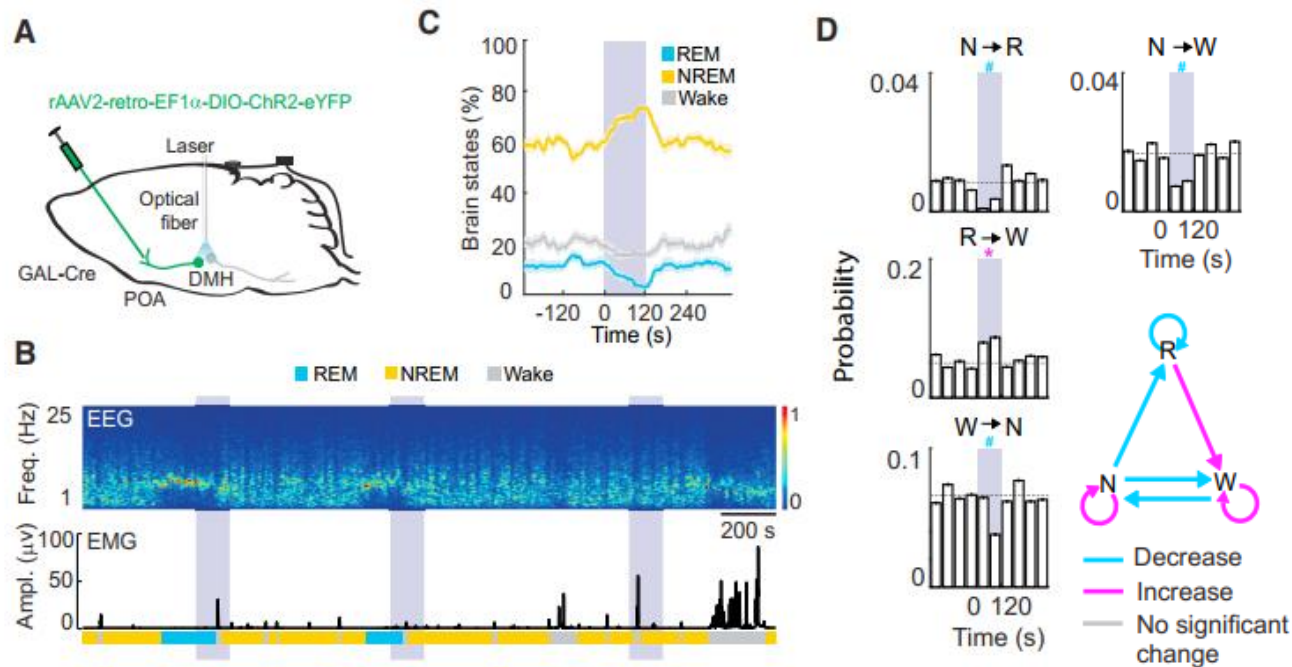 A
rAAV2-retro-EF1α-DIO-ChR2-eYFP
Laser
Optical
fiber
GAL-Cre
POA
DMH
B
REM
NREM
Wake
25
Freq. (Hz)
1
EEG
1
0
200 s
EMG
Ampl. (μv)
100
50
0
C
100
80
60
40
20
0
Brain states (%)
REM
NREM
Wake
-120
0
120
240
Time (s)
D
N → R
#
0.04
0
N → W
#
0.04
0
0 120
Time (s)
R → W
*
0.2
0
Probability
W → N
#
0.1
0
0 120
Time (s)
R
N
W
Decrease
Increase
No significant
change